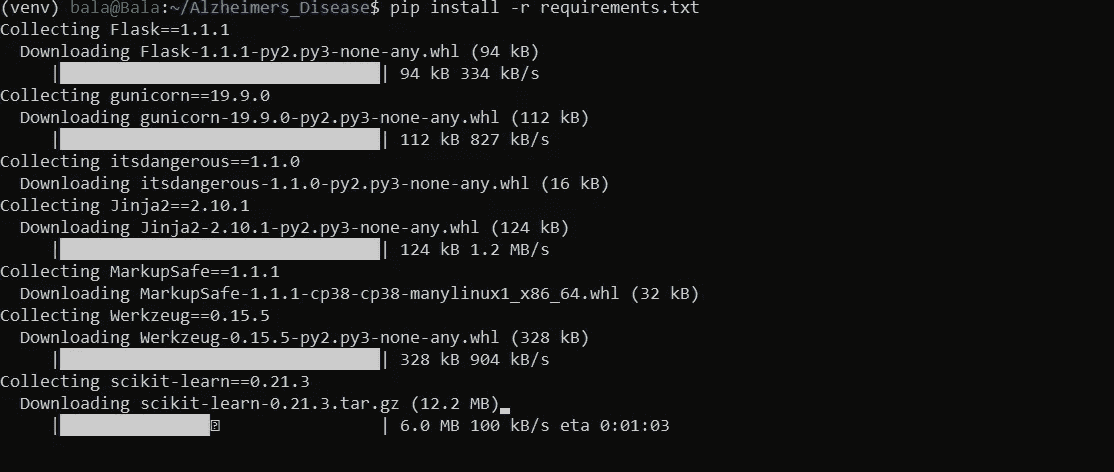 (venv) bala@Bala:~/Alzheimers_Disease$ pip install -r requirements.txt
Collecting Flask==1.1.1
  Downloading Flask-1.1.1-py2.py3-none-any.whl (94 kB)
     |████████████████████████████████| 94 kB 334 kB/s
Collecting gunicorn==19.9.0
  Downloading gunicorn-19.9.0-py2.py3-none-any.whl (112 kB)
     |████████████████████████████████| 112 kB 827 kB/s
Collecting itsdangerous==1.1.0
  Downloading itsdangerous-1.1.0-py2.py3-none-any.whl (16 kB)
Collecting Jinja2==2.10.1
  Downloading Jinja2-2.10.1-py2.py3-none-any.whl (124 kB)
     |████████████████████████████████| 124 kB 1.2 MB/s
Collecting MarkupSafe==1.1.1
  Downloading MarkupSafe-1.1.1-cp38-cp38-manylinux1_x86_64.whl (32 kB)
Collecting Werkzeug==0.15.5
  Downloading Werkzeug-0.15.5-py2.py3-none-any.whl (328 kB)
     |████████████████████████████████| 328 kB 904 kB/s
Collecting scikit-learn==0.21.3
  Downloading scikit-learn-0.21.3.tar.gz (12.2 MB)
     |███████████████                 | 6.0 MB 100 kB/s eta 0:01:03